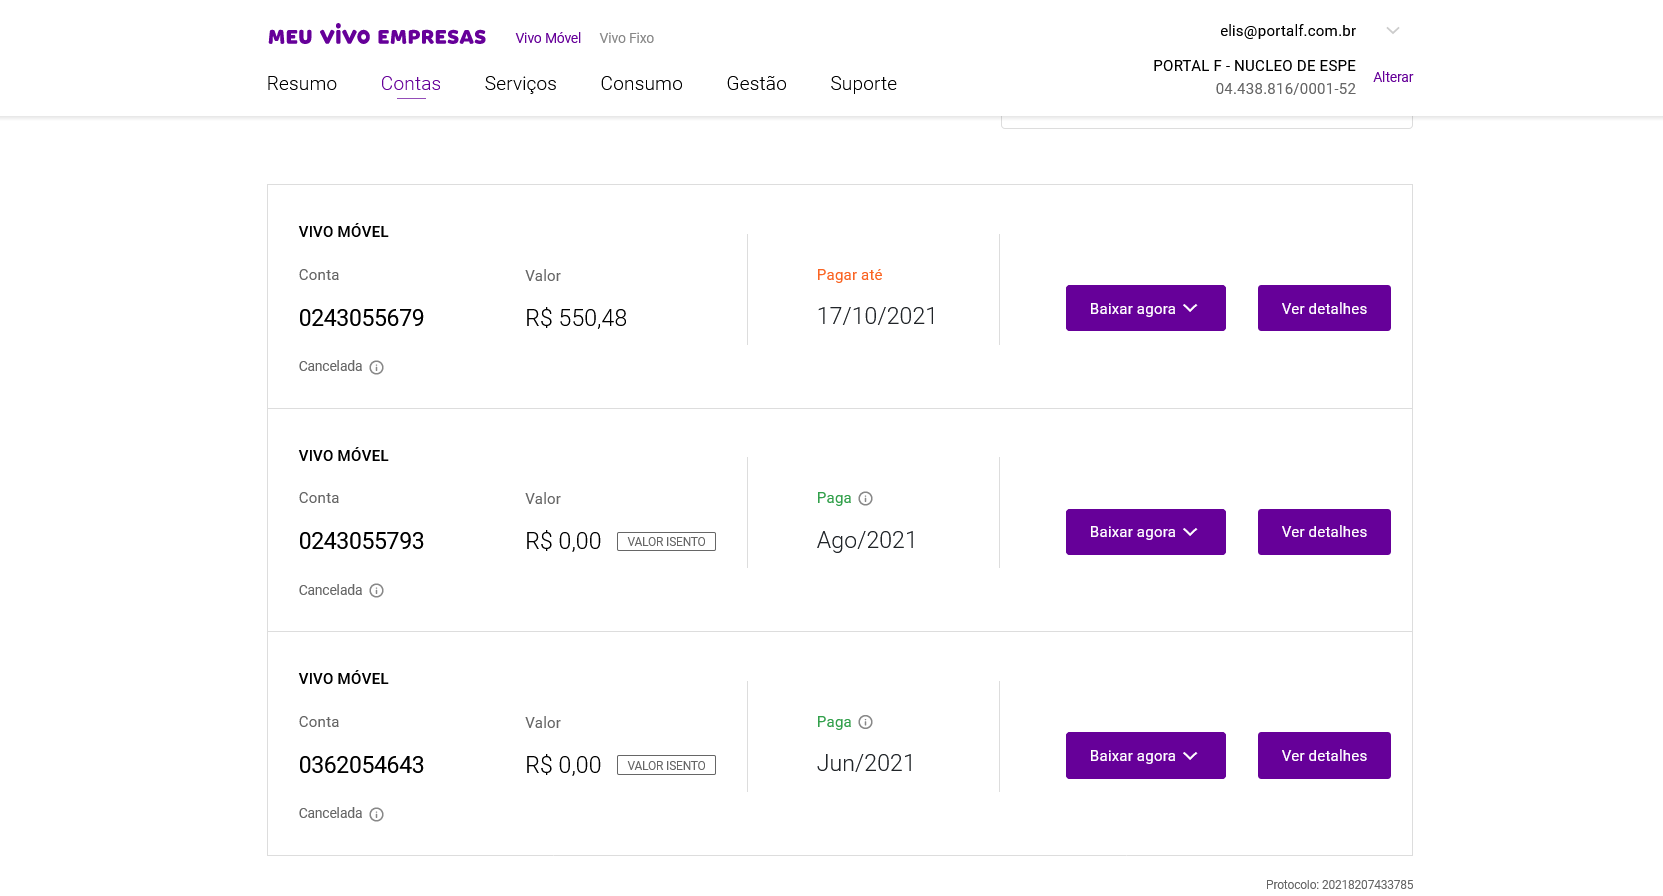 MEU VIVO EMPRESAS Vivo Móvel Vivo Fixo
elis@portalf.com.br
PORTAL F - NUCLEO DE ESPE
04.438.816/0001-52
Alterar
Resumo Contas Serviços Consumo Gestão Suporte
VIVO MÓVEL
Conta Valor Pagar até
0243055679 R$ 550,48 17/10/2021 Baixar agora Ver detalhes
Cancelada
VIVO MÓVEL
Conta Valor Paga
0243055793 R$ 0,00 VALOR ISENTO Ago/2021 Baixar agora Ver detalhes
Cancelada
VIVO MÓVEL
Conta Valor Paga
0362054643 R$ 0,00 VALOR ISENTO Jun/2021 Baixar agora Ver detalhes
Cancelada
Protocolo: 20218207433785